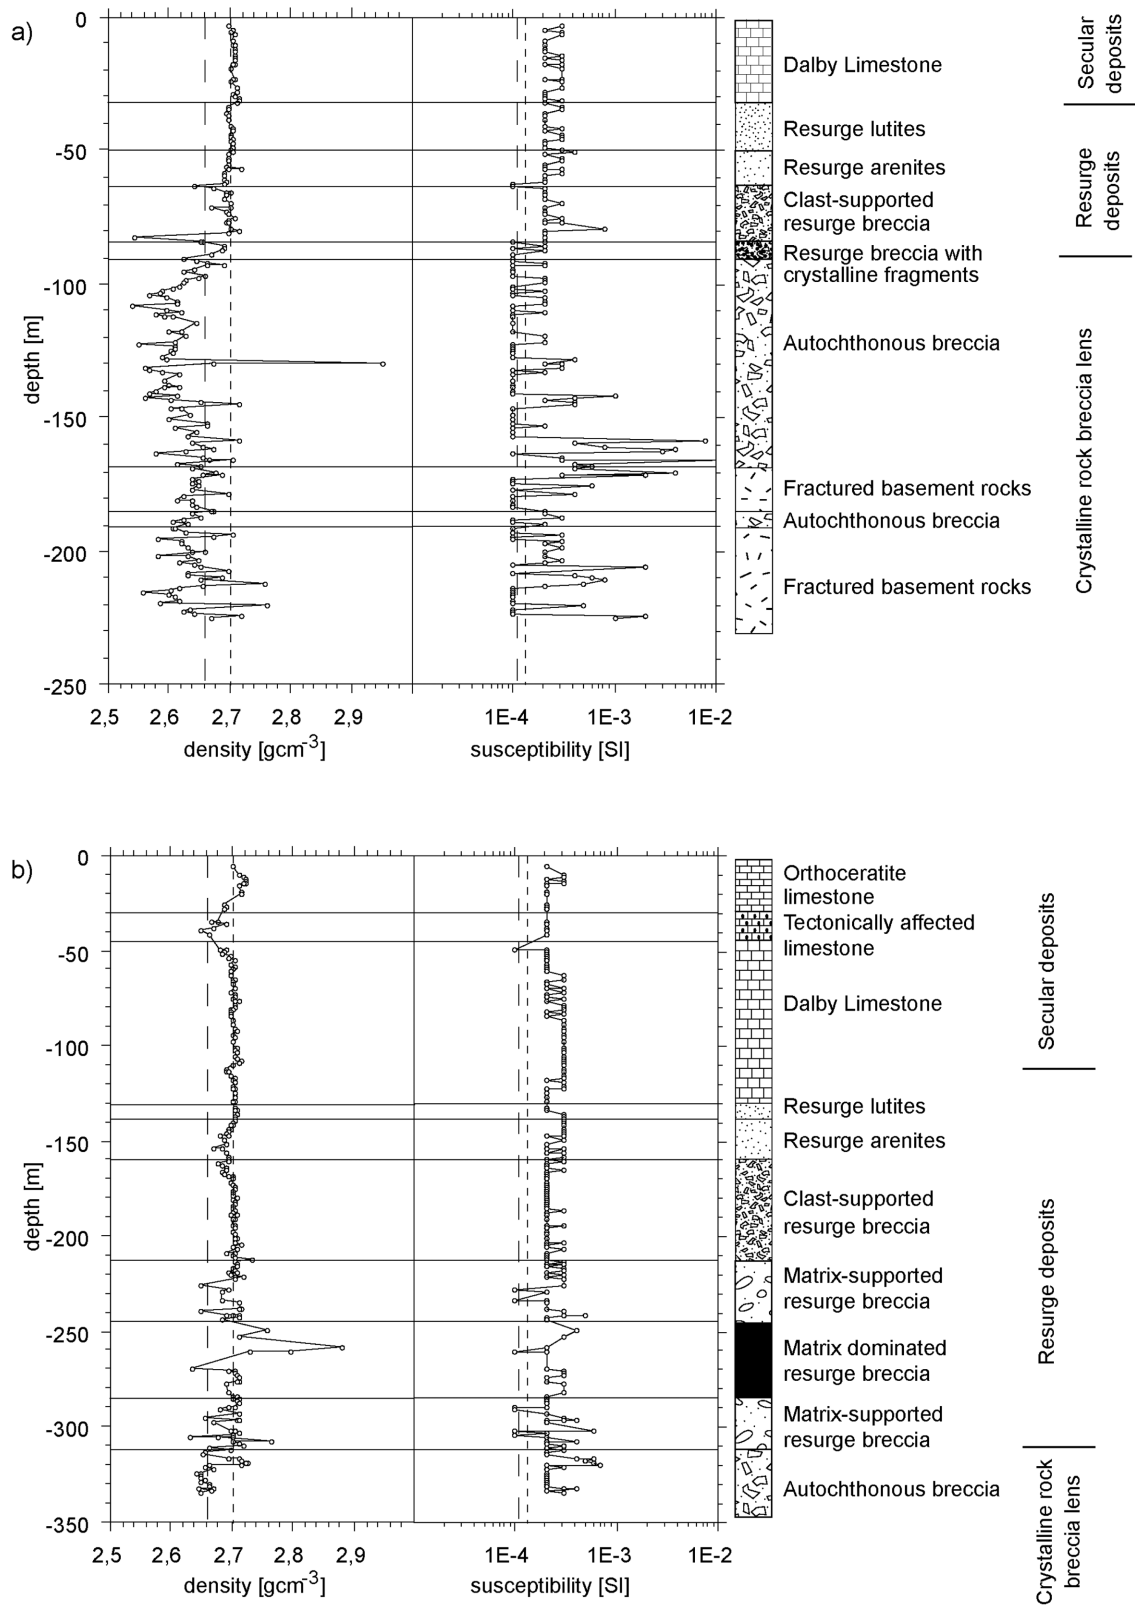 a)
0
-50
-100
-150
-200
-250
depth [m]
2,5 2,6 2,7 2,8 2,9
density [gcm-3]
1E-4 1E-3 1E-2
susceptibility [SI]
Dalby Limestone
Resurge lutites
Resurge arenites
Clast-supported
resurge breccia
Resurge breccia with
crystalline fragments
Autochthonous breccia
Fractured basement rocks
Autochthonous breccia
Fractured basement rocks
Secular
deposits
Resurge
deposits
Crystalline rock breccia lens
b)
0
-50
-100
-150
-200
-250
-300
-350
depth [m]
2,5 2,6 2,7 2,8 2,9
density [gcm-3]
1E-4 1E-3 1E-2
susceptibility [SI]
Orthoceratite
limestone
Tectonically affected
limestone
Dalby Limestone
Resurge lutites
Resurge arenites
Clast-supported
resurge breccia
Matrix-supported
resurge breccia
Matrix dominated
resurge breccia
Matrix-supported
resurge breccia
Autochthonous breccia
Secular deposits
Resurge deposits
Crystalline rock
breccia lens